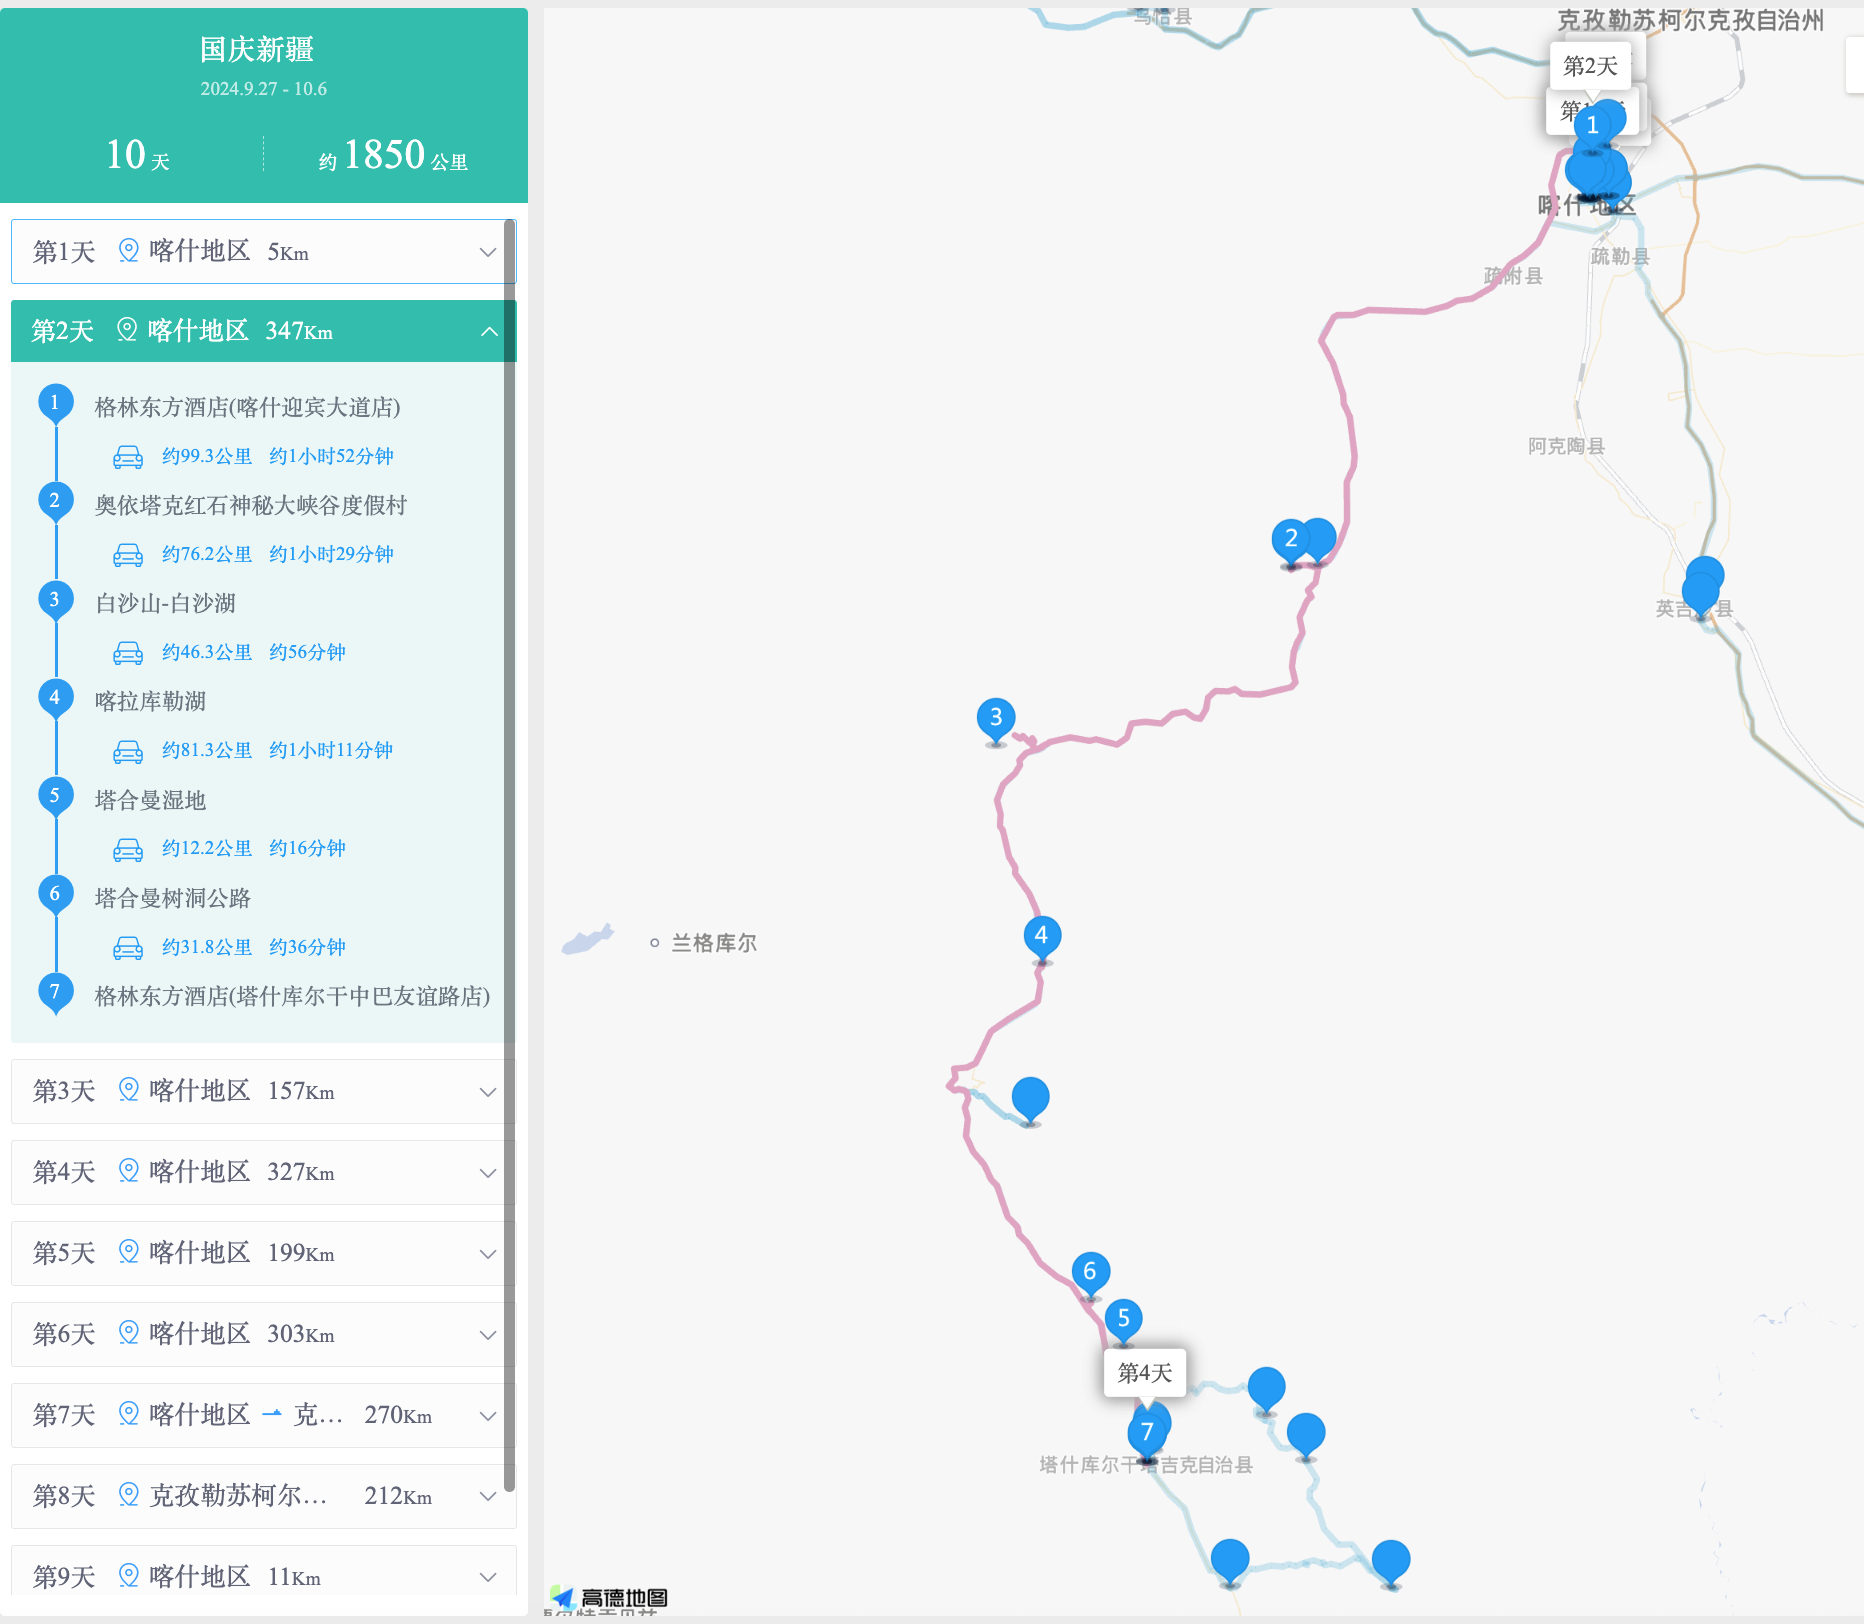 国庆新疆
2024.9.27 - 10.6
10 天
约 1850 公里
第1天 喀什地区 5Km
第2天 喀什地区 347Km
1 格林东方酒店(喀什迎宾大道店)
约99.3公里 约1小时52分钟
2 奥依塔克红石神秘大峡谷度假村
约76.2公里 约1小时29分钟
3 白沙山-白沙湖
约46.3公里 约56分钟
4 喀拉库勒湖
约81.3公里 约1小时11分钟
5 塔合曼湿地
约12.2公里 约16分钟
6 塔合曼树洞公路
约31.8公里 约36分钟
7 格林东方酒店(塔什库尔干中巴友谊路店)
第3天 喀什地区 157Km
第4天 喀什地区 327Km
第5天 喀什地区 199Km
第6天 喀什地区 303Km
第7天 喀什地区 克... 270Km
第8天 克孜勒苏柯尔... 212Km
第9天 喀什地区 11Km
乌恰县
克孜勒苏柯尔克孜自治州
第2天
第1
1
喀什地区
疏勒县
疏附县
阿克陶县
2
英吉 县
3
4
兰格库尔
6
5
第4天
7
塔什库尔干塔吉克自治县
高德地图